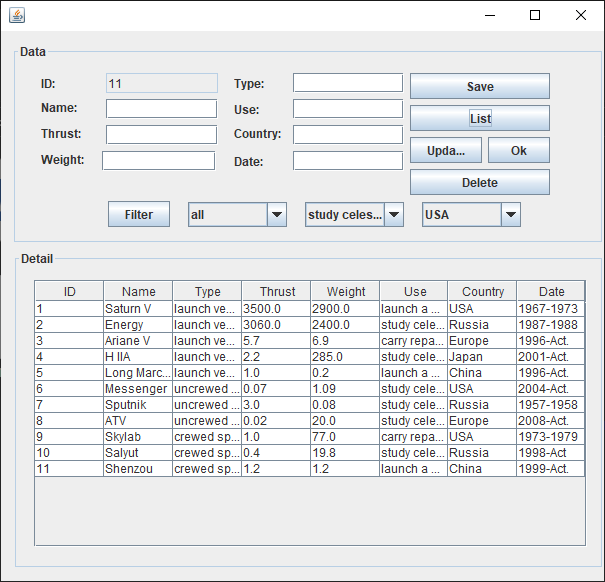 Data
ID: 11 Type: Save
Name: Use: List
Thrust: Country: Upda... Ok
Weight: Date: Delete
Filter all study celes... USA
Detail
ID Name Type Thrust Weight Use Country Date
1 Saturn V launch ve... 3500.0 2900.0 launch a ... USA 1967-1973
2 Energy launch ve... 3060.0 2400.0 study cele... Russia 1987-1988
3 Ariane V launch ve... 5.7 6.9 carry repa... Europe 1996-Act.
4 H IIA launch ve... 2.2 285.0 study cele... Japan 2001-Act.
5 Long Marc... launch ve... 1.0 0.2 launch a ... China 1996-Act.
6 Messenger uncrewed ... 0.07 1.09 study cele... USA 2004-Act.
7 Sputnik uncrewed ... 3.0 0.08 study cele... Russia 1957-1958
8 ATV uncrewed ... 0.02 20.0 study cele... Europe 2008-Act.
9 Skylab crewed sp... 1.0 77.0 carry repa... USA 1973-1979
10 Salyut crewed sp... 0.4 19.8 study cele... Russia 1998-Act.
11 Shenzou crewed sp... 1.2 1.2 launch a ... China 1999-Act.